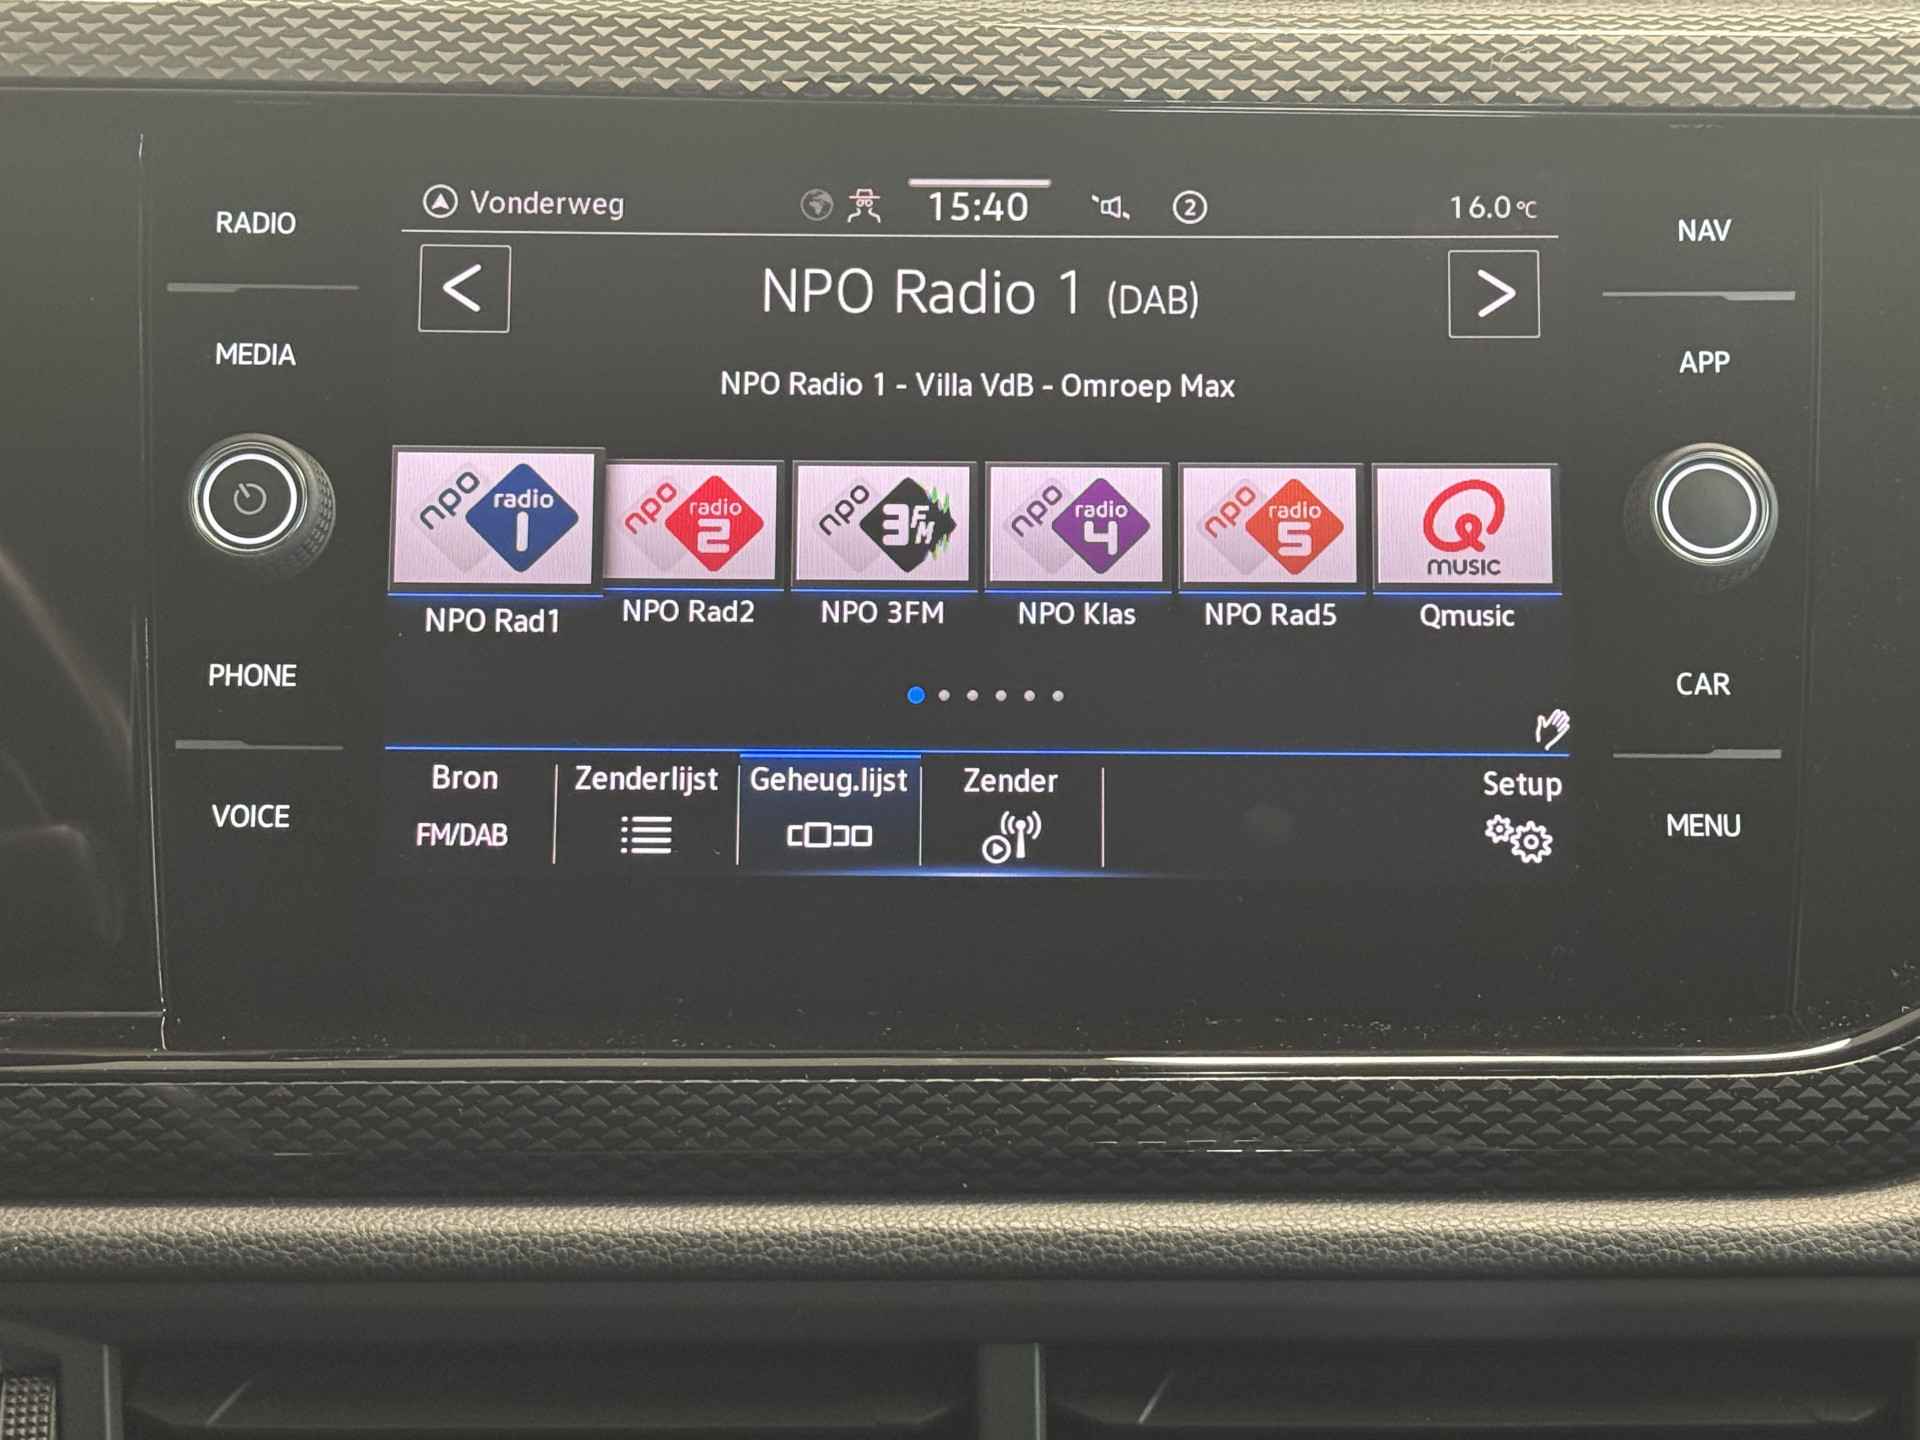 RADIO
MEDIA
PHONE
VOICE
Vonderweg
15:40
2
16.0 °C
NPO Radio 1 (DAB)
NPO Radio 1 - Villa VdB - Omroep Max
npo radio 1
npo radio 2
npo 3FM
npo radio 4
npo radio 5
Q MUSIC
NPO Rad1
NPO Rad2
NPO 3FM
NPO Klas
NPO Rad5
Qmusic
Bron
FM/DAB
Zenderlijst
Geheug.lijst
Zender
Setup
NAV
APP
CAR
MENU